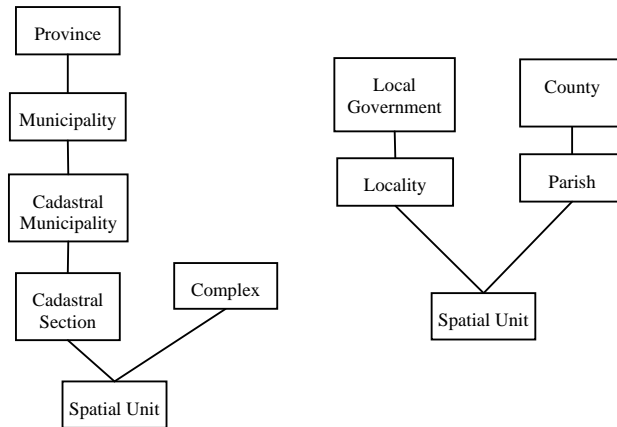 Province
Municipality
Cadastral
Municipality
Cadastral
Section
Complex
Spatial Unit
Local
Government
County
Locality
Parish
Spatial Unit